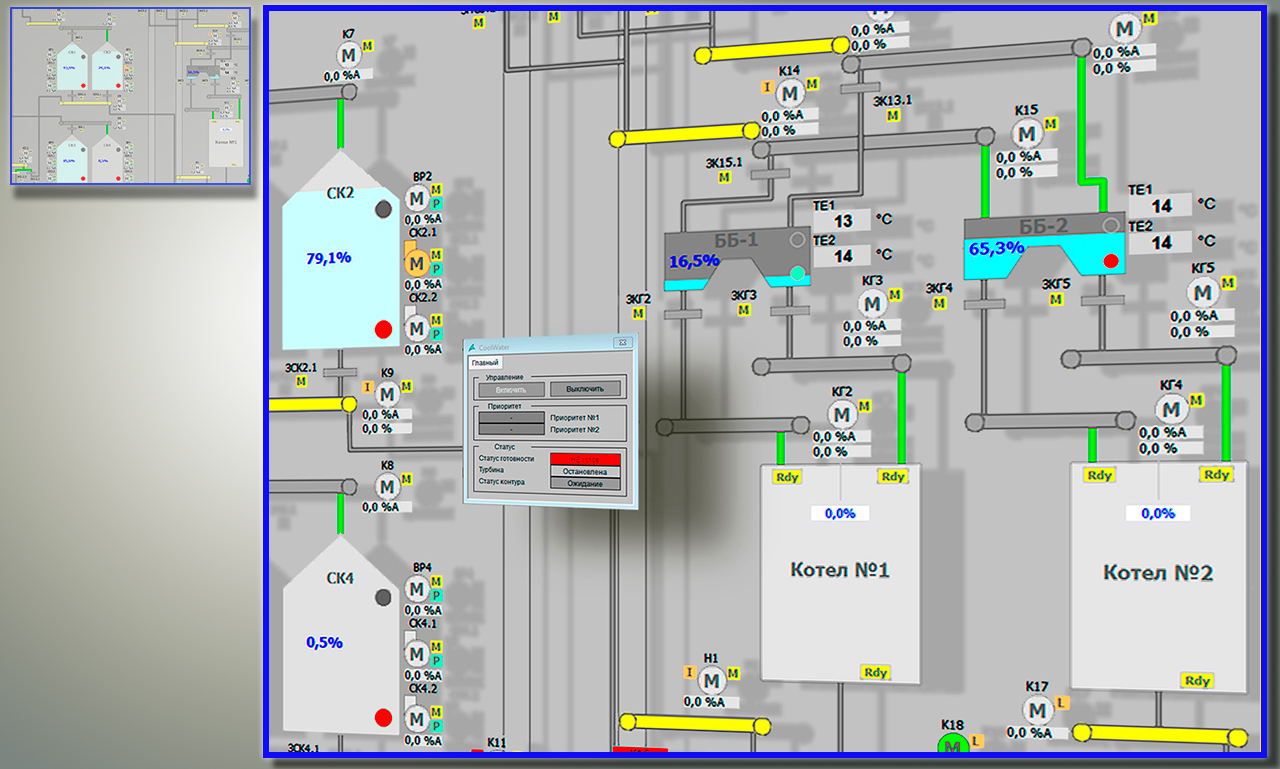 K7
M
M
0,0 %A
СК2
79,1%
ВР2
M
M
P
0,0 %A
СК2.1
M
M
P
0,0 %A
СК2.2
M
M
P
0,0 %A
ЗСК2.1
M
K9
I
M
M
0,0 %A
0,0 %
K8
M
M
0,0 %A
СК4
0,5%
ВР4
M
M
P
0,0 %A
СК4.1
M
M
P
0,0 %A
СК4.2
M
M
P
0,0 %A
ЗСК4.1
K11
M
M
M
0,0 %A
0,0 %
K14
I
M
M
0,0 %A
0,0 %
ЗК13.1
M
ЗК15.1
M
M
M
0,0 %A
0,0 %
K15
M
M
0,0 %A
0,0 %
ББ-1
16,5%
TE1
13
°C
TE2
14
°C
ББ-2
65,3%
TE1
14
°C
TE2
14
°C
ЗКГ2
M
ЗКГ3
M
КГ3
M
M
0,0 %A
0,0 %
ЗКГ4
M
ЗКГ5
M
КГ5
M
M
0,0 %A
0,0 %
CoolWater
Главный
Управление
Включить
Выключить
Приоритет
-
Приоритет №1
-
Приоритет №2
Статус
Статус готовности
Турбина
Остановлена
Статус контура
Ожидание
КГ2
M
M
0,0 %A
0,0 %
КГ4
M
M
0,0 %A
0,0 %
Rdy
Rdy
0,0%
Котел №1
Rdy
Rdy
Rdy
0,0%
Котел №2
Rdy
H1
I
M
M
0,0 %A
K17
M
L
0,0 %A
K18
M
L